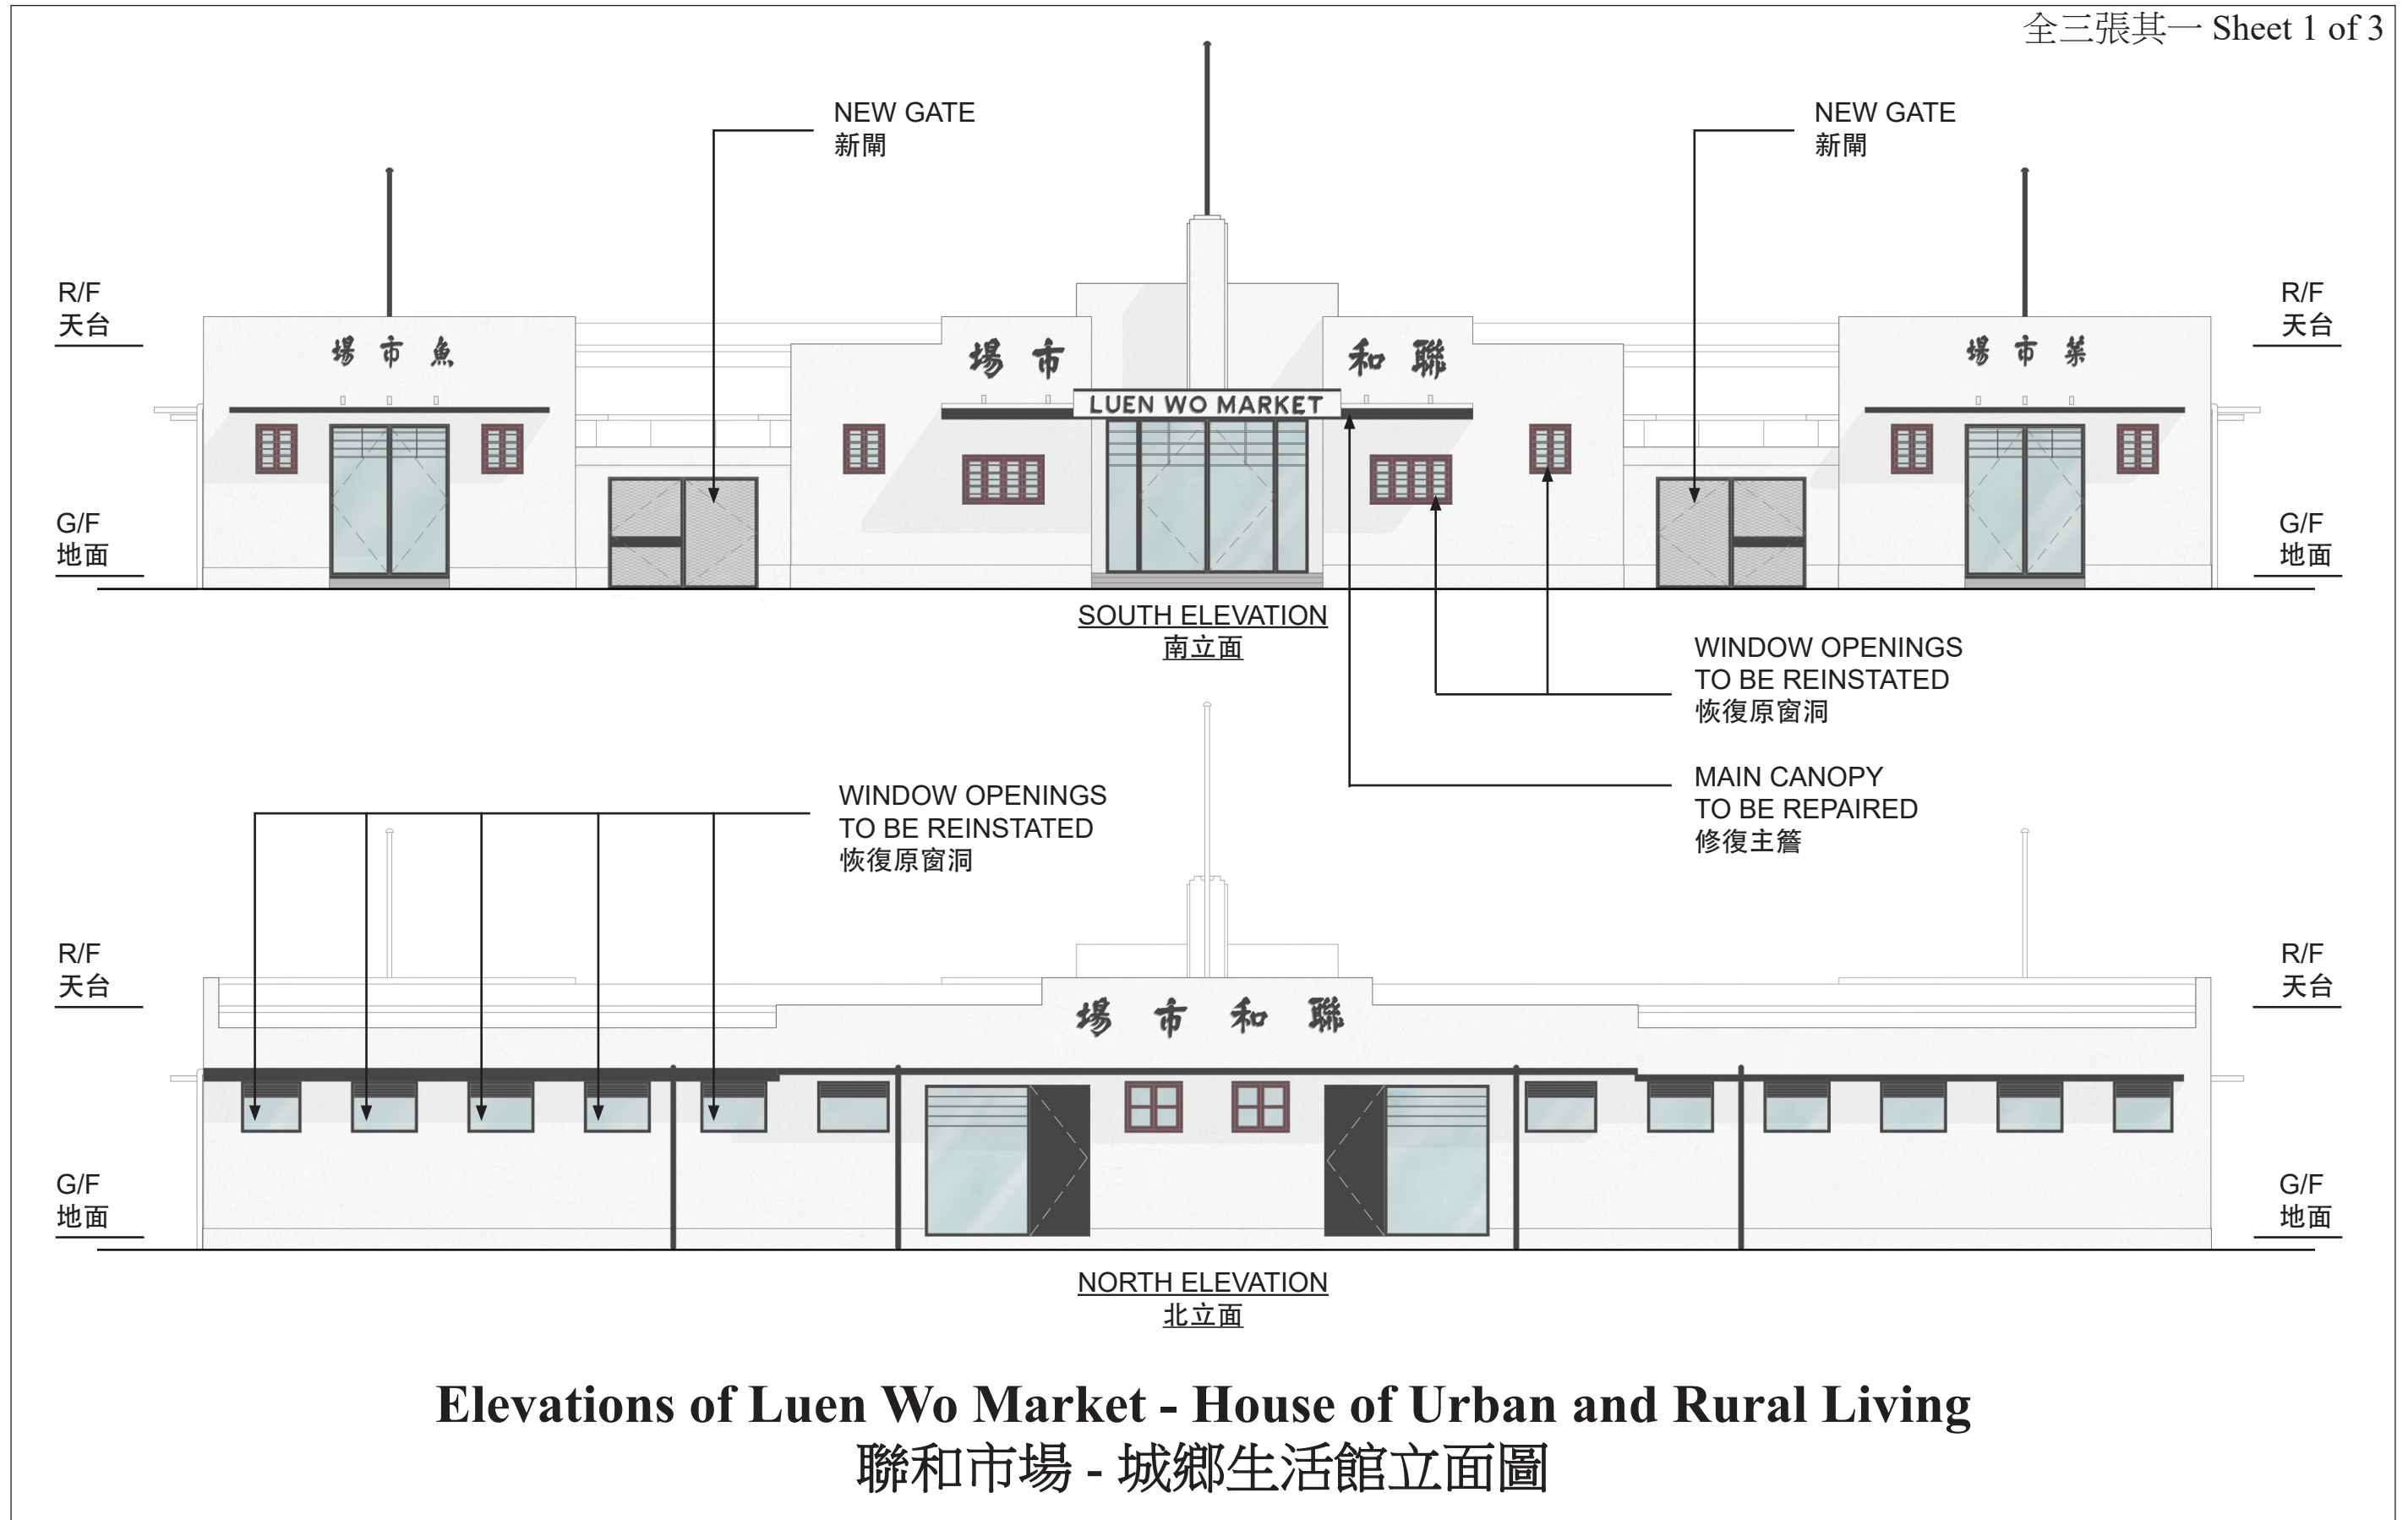 全三張其一 Sheet 1 of 3
NEW GATE
新閘
NEW GATE
新閘
R/F
天台
R/F
天台
魚市場
聯和市場
菜市場
LUEN WO MARKET
G/F
地面
G/F
地面
SOUTH ELEVATION
南立面
WINDOW OPENINGS
TO BE REINSTATED
恢復原窗洞
MAIN CANOPY
TO BE REPAIRED
修復主簷
WINDOW OPENINGS
TO BE REINSTATED
恢復原窗洞
R/F
天台
R/F
天台
聯和市場
G/F
地面
G/F
地面
NORTH ELEVATION
北立面
Elevations of Luen Wo Market - House of Urban and Rural Living
聯和市場 - 城鄉生活館立面圖